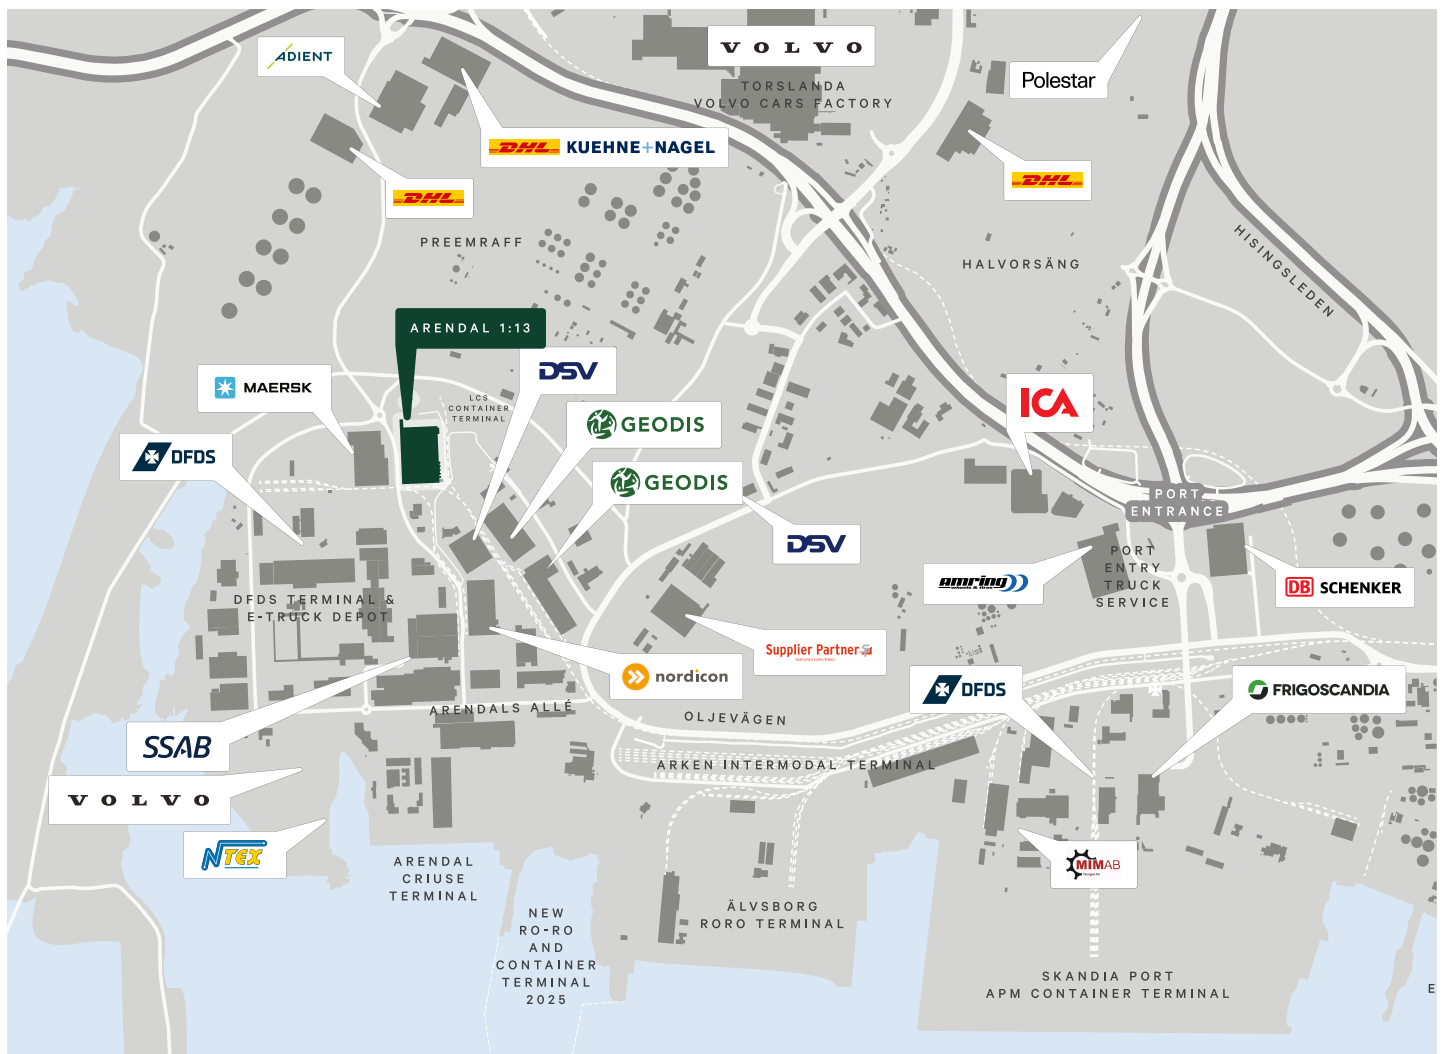 ADIENT
VOLVO
TORSLANDA
VOLVO CARS FACTORY
Polestar
DHL KUEHNE+NAGEL
DHL
DHL
PREEMRAFF
HALVORSÄNG
HISINGSLEDEN
ARENDAL 1:13
DSV
MAERSK
LCS
CONTAINER
TERMINAL
ICA
GEODIS
DFDS
GEODIS
PORT
ENTRANCE
DSV
PORT
ENTRY
TRUCK
SERVICE
amring
DB SCHENKER
DFDS TERMINAL &
E-TRUCK DEPOT
Supplier Partner
nordicon
DFDS
FRIGOSCANDIA
ARENDALS ALLÉ
OLJEVÄGEN
SSAB
ARKEN INTERMODAL TERMINAL
VOLVO
NTEX
MIMAB
ARENDAL
CRIUSE
TERMINAL
ÄLVSBORG
RORO TERMINAL
NEW
RO-RO
AND
CONTAINER
TERMINAL
2025
SKANDIA PORT
APM CONTAINER TERMINAL
E